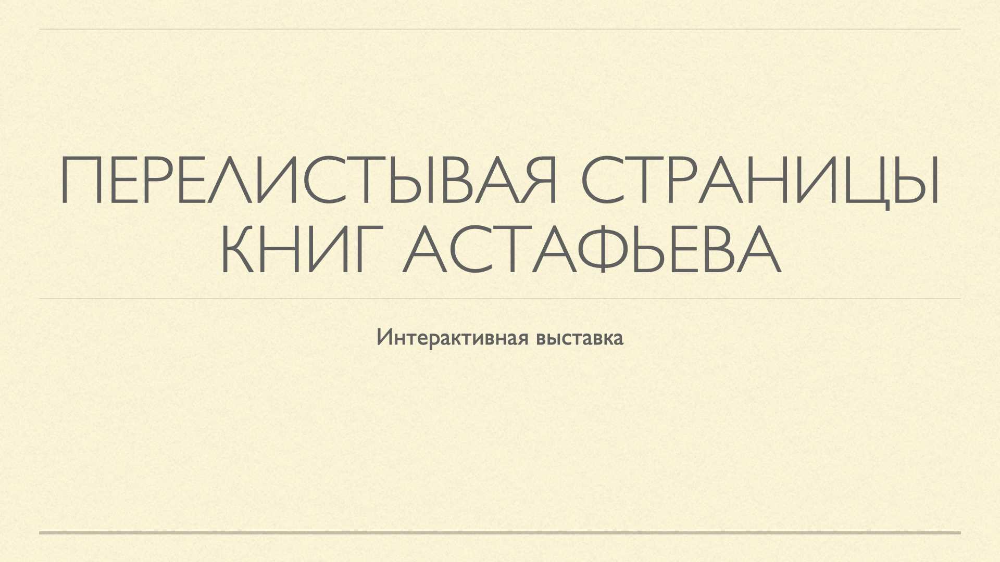 ПЕРЕЛИСТЫВАЯ СТРАНИЦЫ
КНИГ АСТАФЬЕВА
Интерактивная выставка